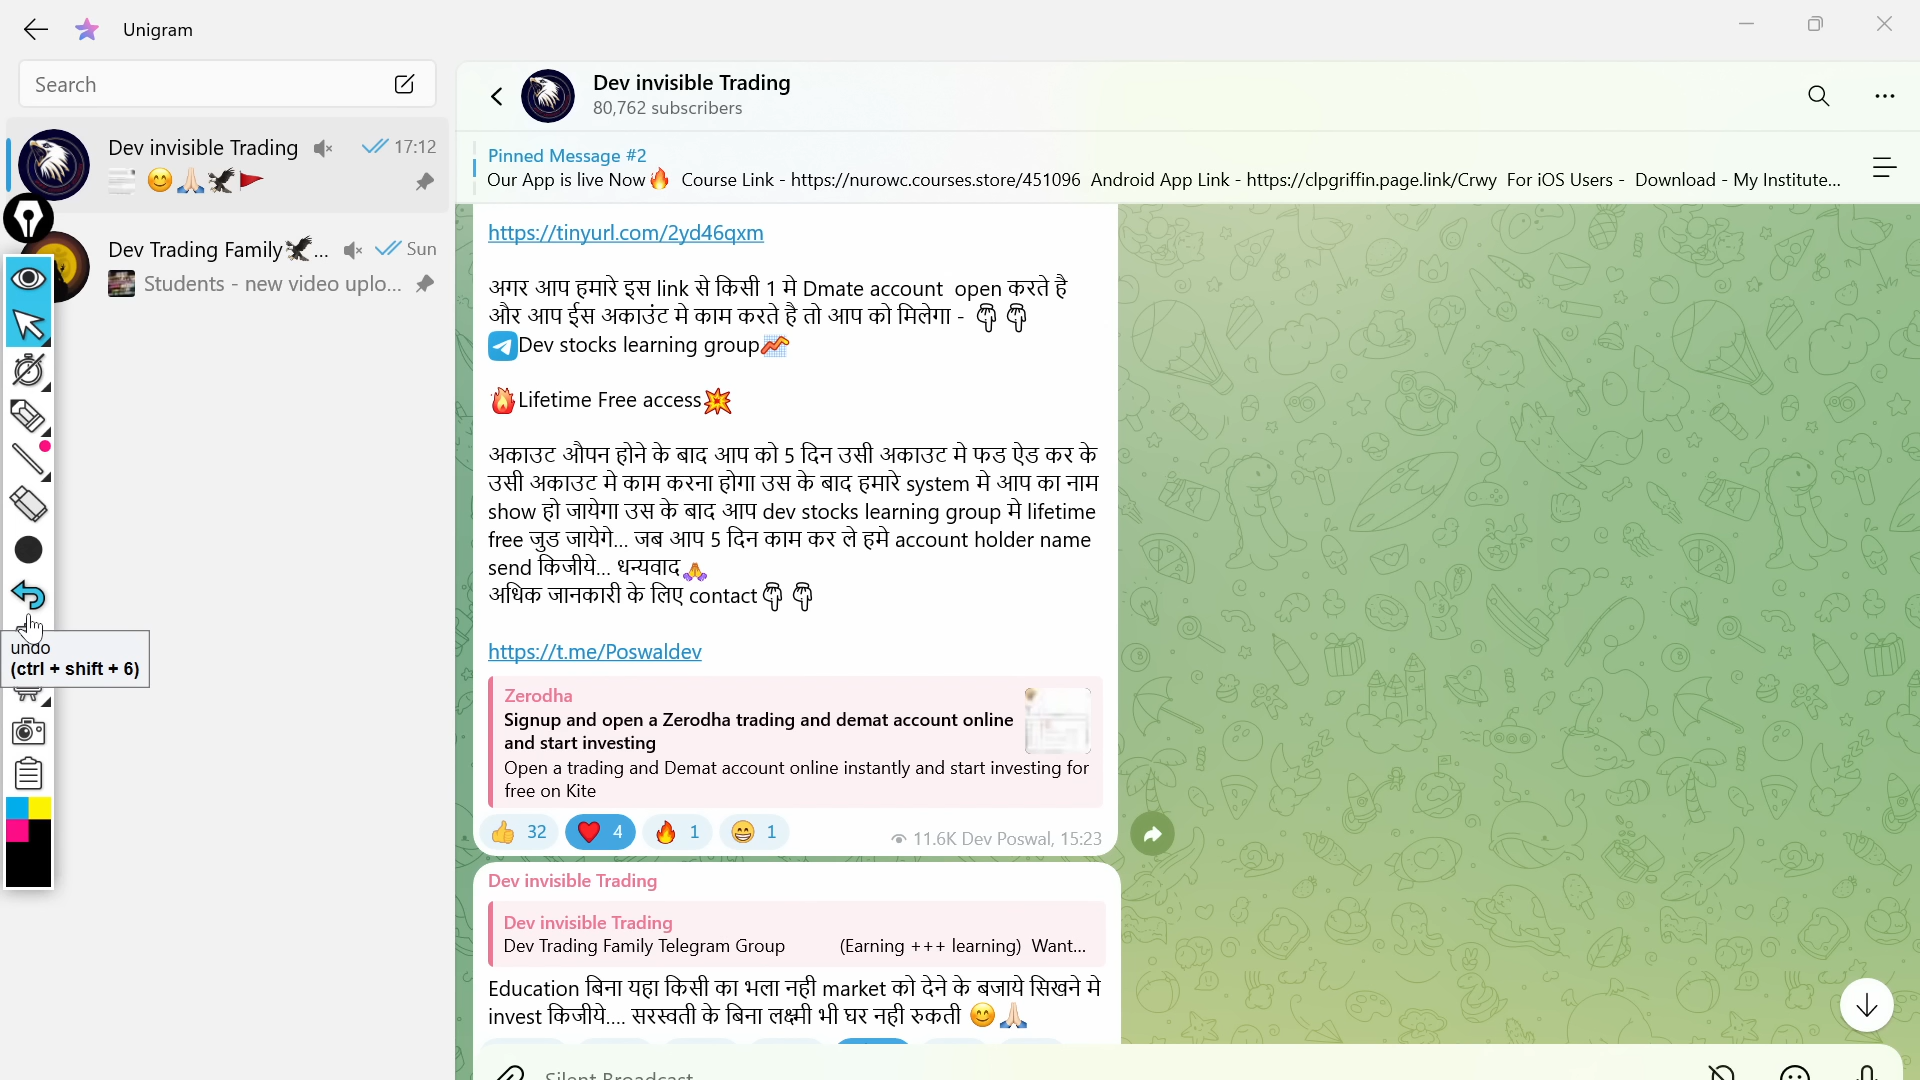 Unigram
Search
Dev invisible Trading 17:12
😊🙏🏻🦅🚩
Dev Trading Family🦅... Sun
Students - new video uplo...
undo
(ctrl + shift + 6)
Dev invisible Trading
80,762 subscribers
Pinned Message #2
Our App is live Now🔥 Course Link - https://nurowc.courses.store/451096 Android App Link - https://clpgriffin.page.link/Crwy For iOS Users - Download - My Institute...
https://tinyurl.com/2yd46qxm
अगर आप हमारे इस link से किसी 1 मे Dmate account open करते है
और आप ईस अकाउंट मे काम करते है तो आप को मिलेगा - 👇 👇
Dev stocks learning group📈
🔥Lifetime Free access💥
अकाउट औपन होने के बाद आप को 5 दिन उसी अकाउट मे फड ऐड कर के
उसी अकाउट मे काम करना होगा उस के बाद हमारे system मे आप का नाम
show हो जायेगा उस के बाद आप dev stocks learning group मे lifetime
free जुड जायेगे... जब आप 5 दिन काम कर ले हमे account holder name
send किजीये... धन्यवाद🙏
अधिक जानकारी के लिए contact👇 👇
https://t.me/Poswaldev
Zerodha
Signup and open a Zerodha trading and demat account online
and start investing
Open a trading and Demat account online instantly and start investing for
free on Kite
👍 32 ❤️ 4 🔥 1 😁 1 11.6K Dev Poswal, 15:23
Dev invisible Trading
Dev invisible Trading
Dev Trading Family Telegram Group (Earning +++ learning) Want...
Education बिना यहा किसी का भला नही market को देने के बजाये सिखने मे
invest किजीये.... सरस्वती के बिना लक्ष्मी भी घर नही रुकती 😊🙏🏻
Silent Broadcast